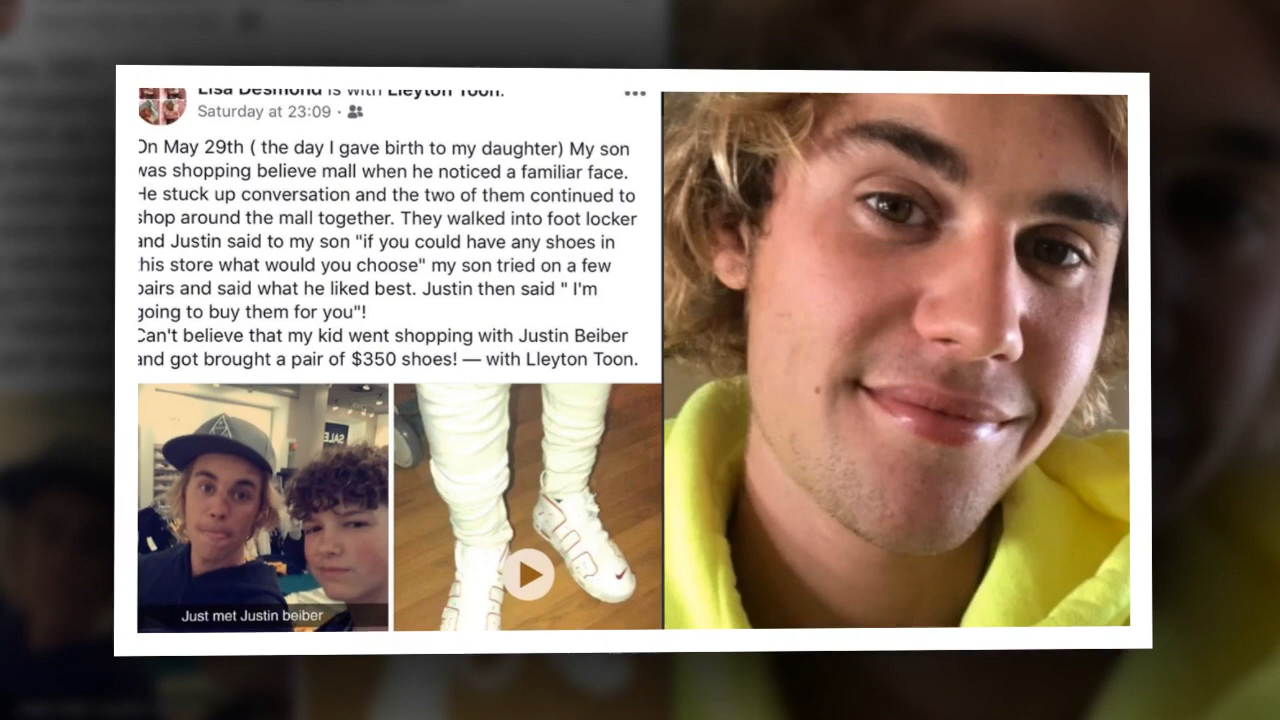 Lisa Desmond is with Lleyton Toon.
Saturday at 23:09 ·
On May 29th ( the day I gave birth to my daughter) My son
was shopping believe mall when he noticed a familiar face.
He stuck up conversation and the two of them continued to
shop around the mall together. They walked into foot locker
and Justin said to my son "if you could have any shoes in
this store what would you choose" my son tried on a few
pairs and said what he liked best. Justin then said " I'm
going to buy them for you"!
Can't believe that my kid went shopping with Justin Beiber
and got brought a pair of $350 shoes! — with Lleyton Toon.
SALE
Just met Justin beiber